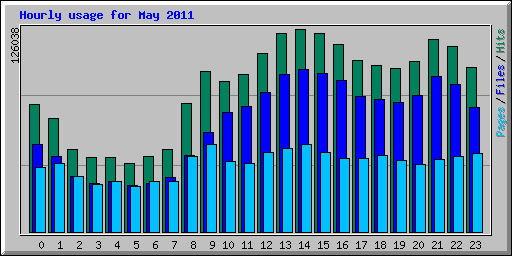 Hourly usage for May 2011
126038
Pages / Files / Hits
0 1 2 3 4 5 6 7 8 9 10 11 12 13 14 15 16 17 18 19 20 21 22 23